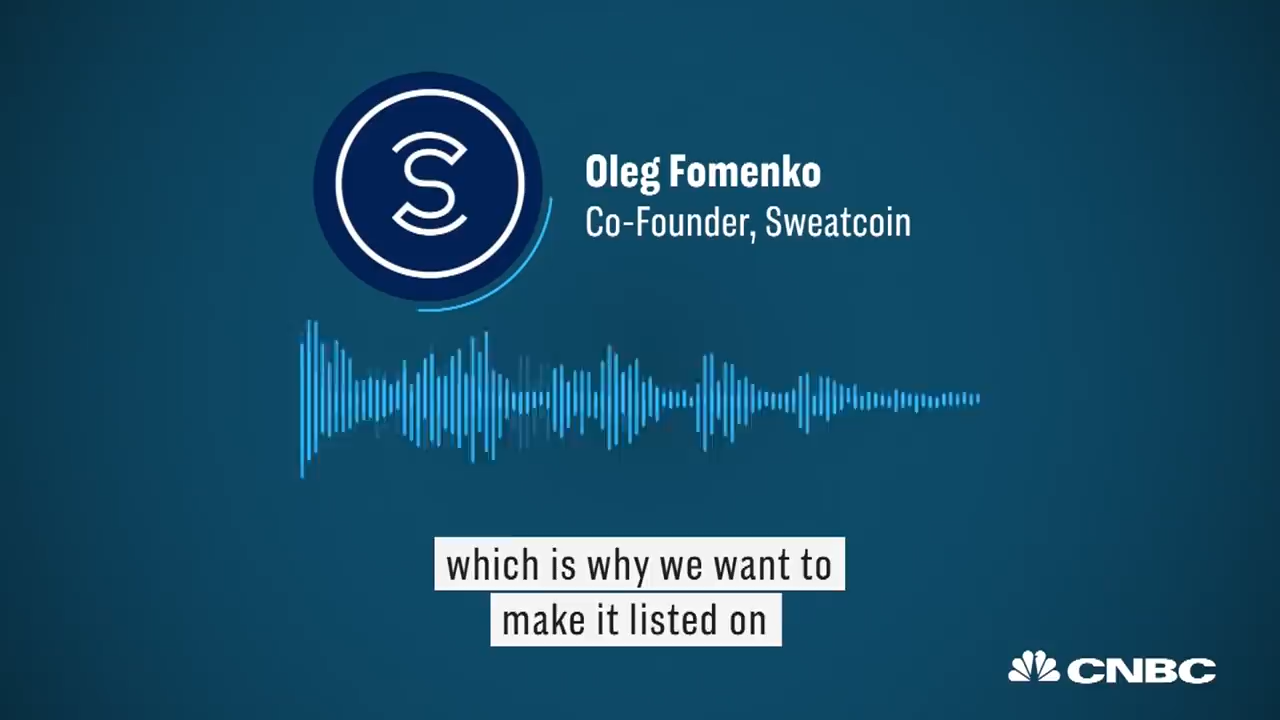 Oleg Fomenko
Co-Founder, Sweatcoin
which is why we want to
make it listed on
CNBC